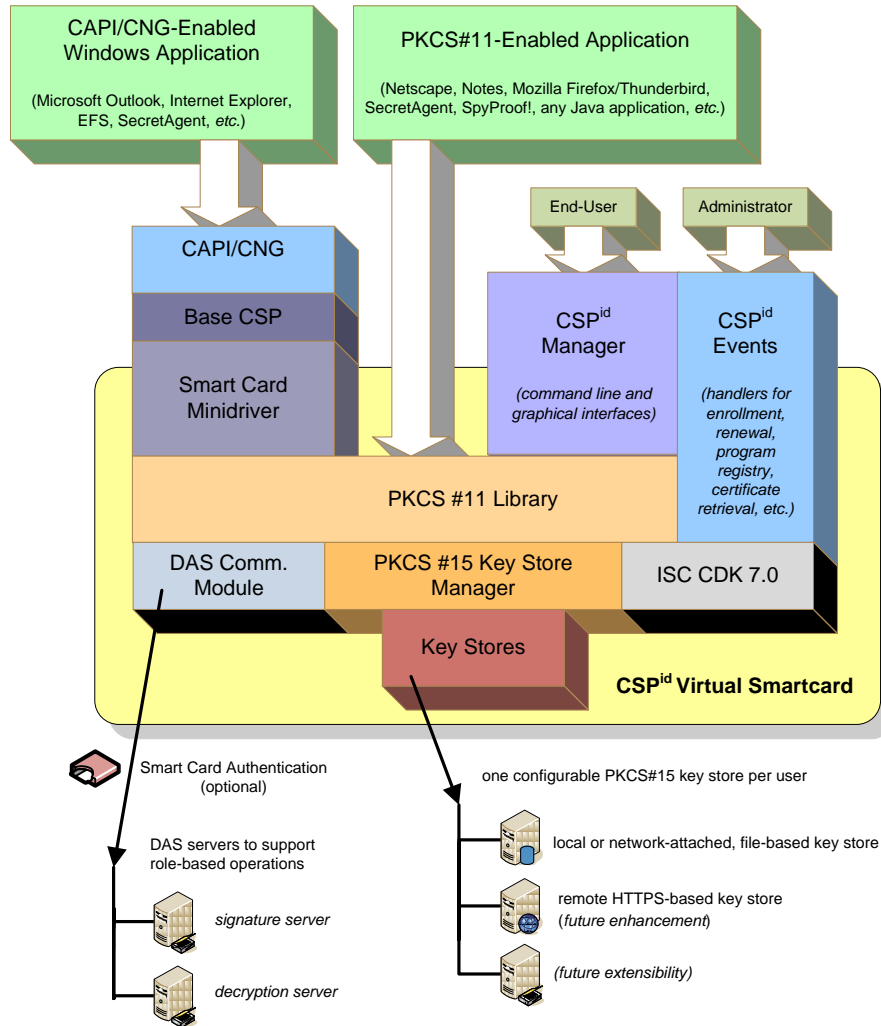 CAPI/CNG-Enabled
Windows Application
(Microsoft Outlook, Internet Explorer,
EFS, SecretAgent, etc.)
PKCS#11-Enabled Application
(Netscape, Notes, Mozilla Firefox/Thunderbird,
SecretAgent, SpyProof!, any Java application, etc.)
End-User
Administrator
CAPI/CNG
Base CSP
Smart Card
Minidriver
CSPid
Manager
(command line and
graphical interfaces)
CSPid
Events
(handlers for
enrollment,
renewal,
program
registry,
certificate
retrieval, etc.)
PKCS #11 Library
DAS Comm.
Module
PKCS #15 Key Store
Manager
ISC CDK 7.0
Key Stores
CSPid Virtual Smartcard
Smart Card Authentication
(optional)
DAS servers to support
role-based operations
signature server
decryption server
one configurable PKCS#15 key store per user
local or network-attached, file-based key store
remote HTTPS-based key store
(future enhancement)
(future extensibility)